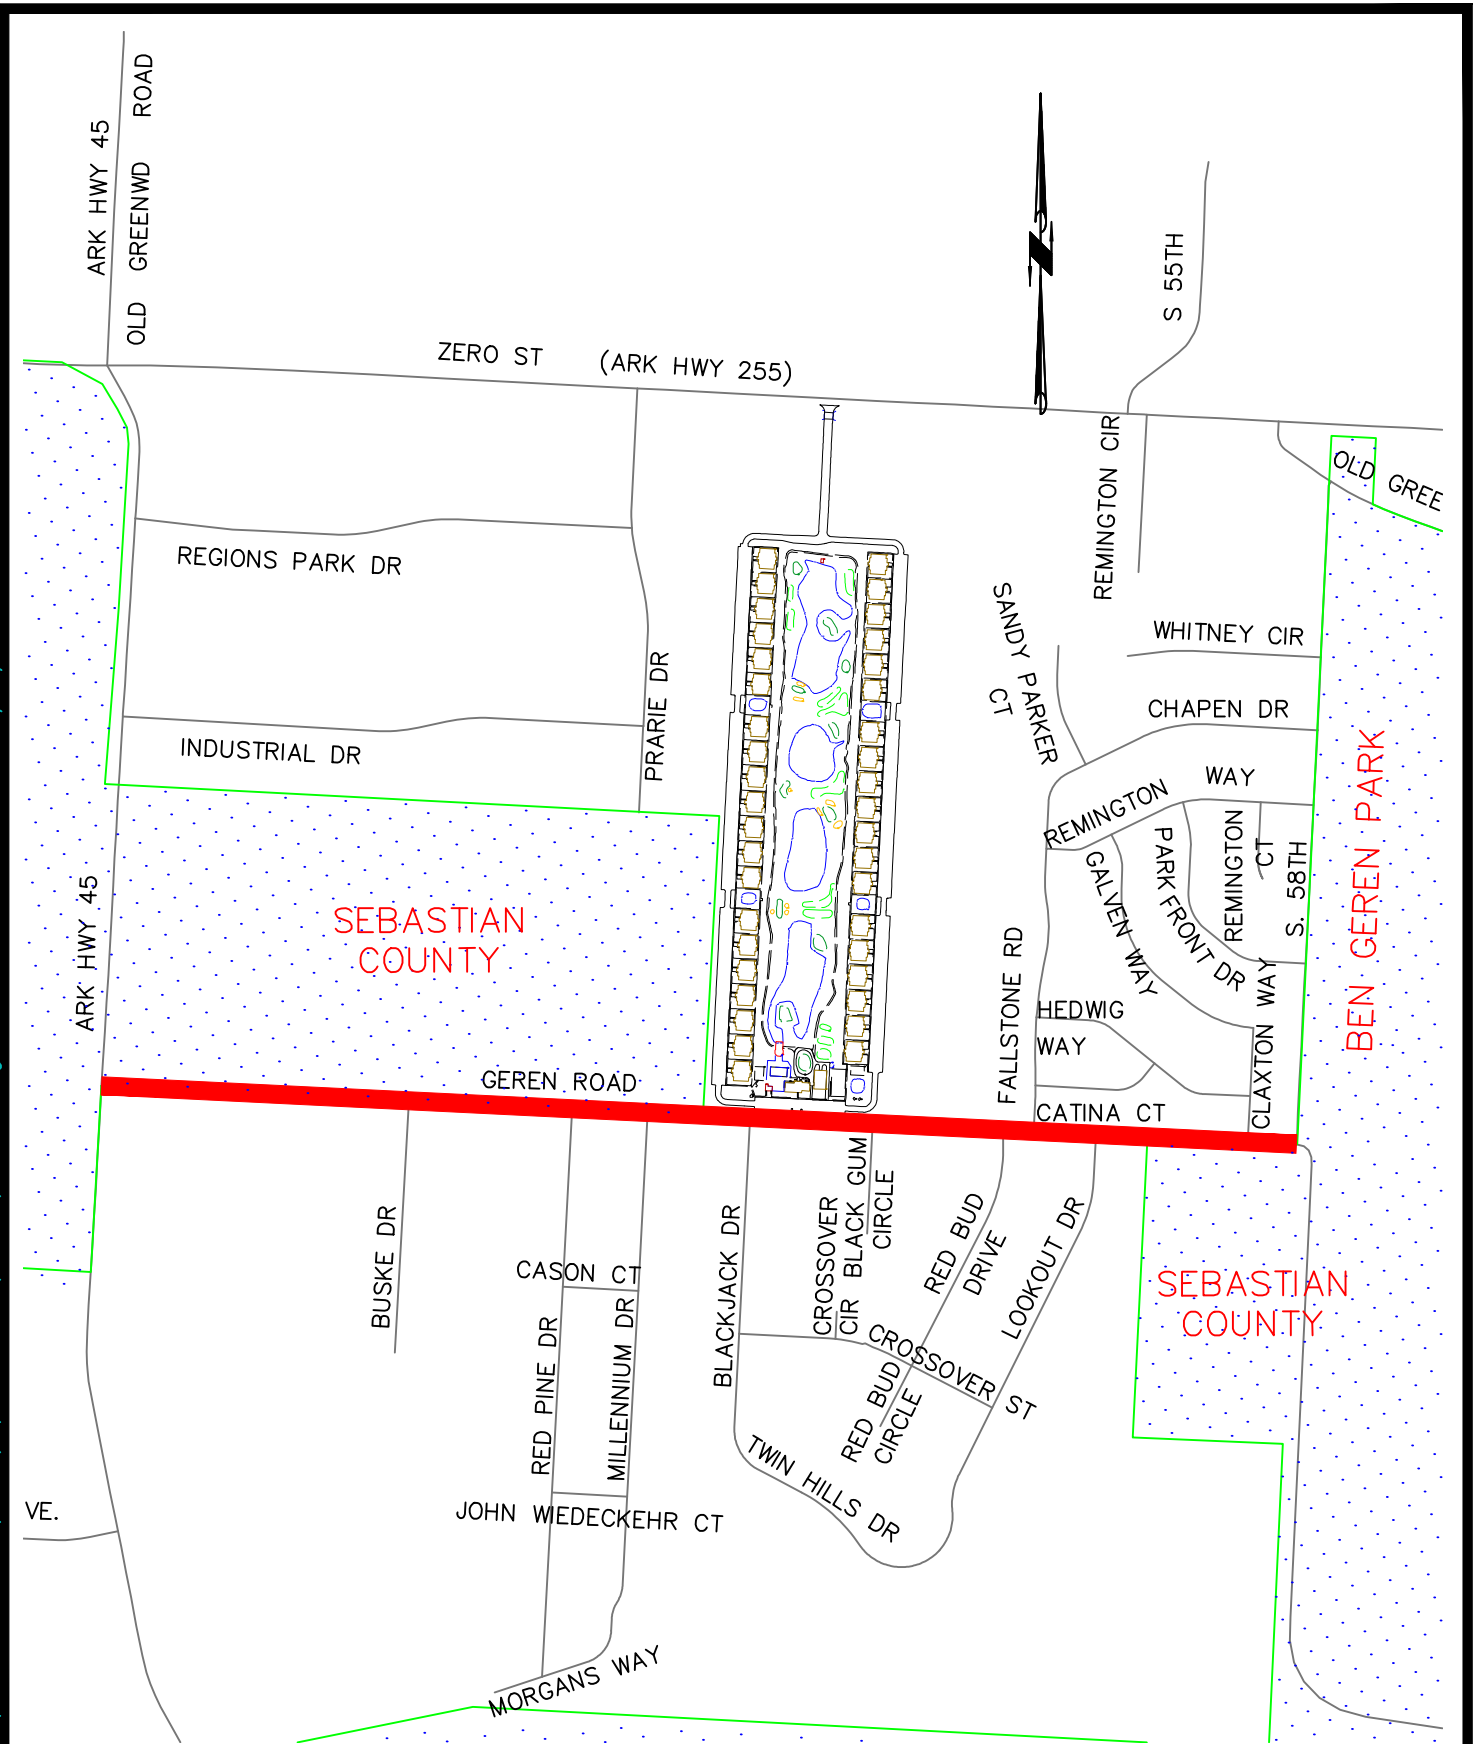 ARK HWY 45
OLD GREENWD ROAD
S 55TH
ZERO ST (ARK HWY 255)
REMINGTON CIR
OLD GREE
REGIONS PARK DR
SANDY PARKER
CT
WHITNEY CIR
PRARIE DR
CHAPEN DR
INDUSTRIAL DR
REMINGTON WAY
BEN GEREN PARK
GALVEN WAY
PARK FRONT DR
REMINGTON
CT
S. 58TH
SEBASTIAN
COUNTY
ARK HWY 45
FALLSTONE RD
HEDWIG
WAY
CLAXTON WAY
GEREN ROAD
CATINA CT
BUSKE DR
CASON CT
RED PINE DR
MILLENNIUM DR
BLACKJACK DR
CROSSOVER
CIR
BLACK GUM
CIRCLE
RED BUD
DRIVE
LOOKOUT DR
SEBASTIAN
COUNTY
CROSSOVER ST
RED BUD
CIRCLE
TWIN HILLS DR
VE.
JOHN WIEDECKEHR CT
MORGANS WAY